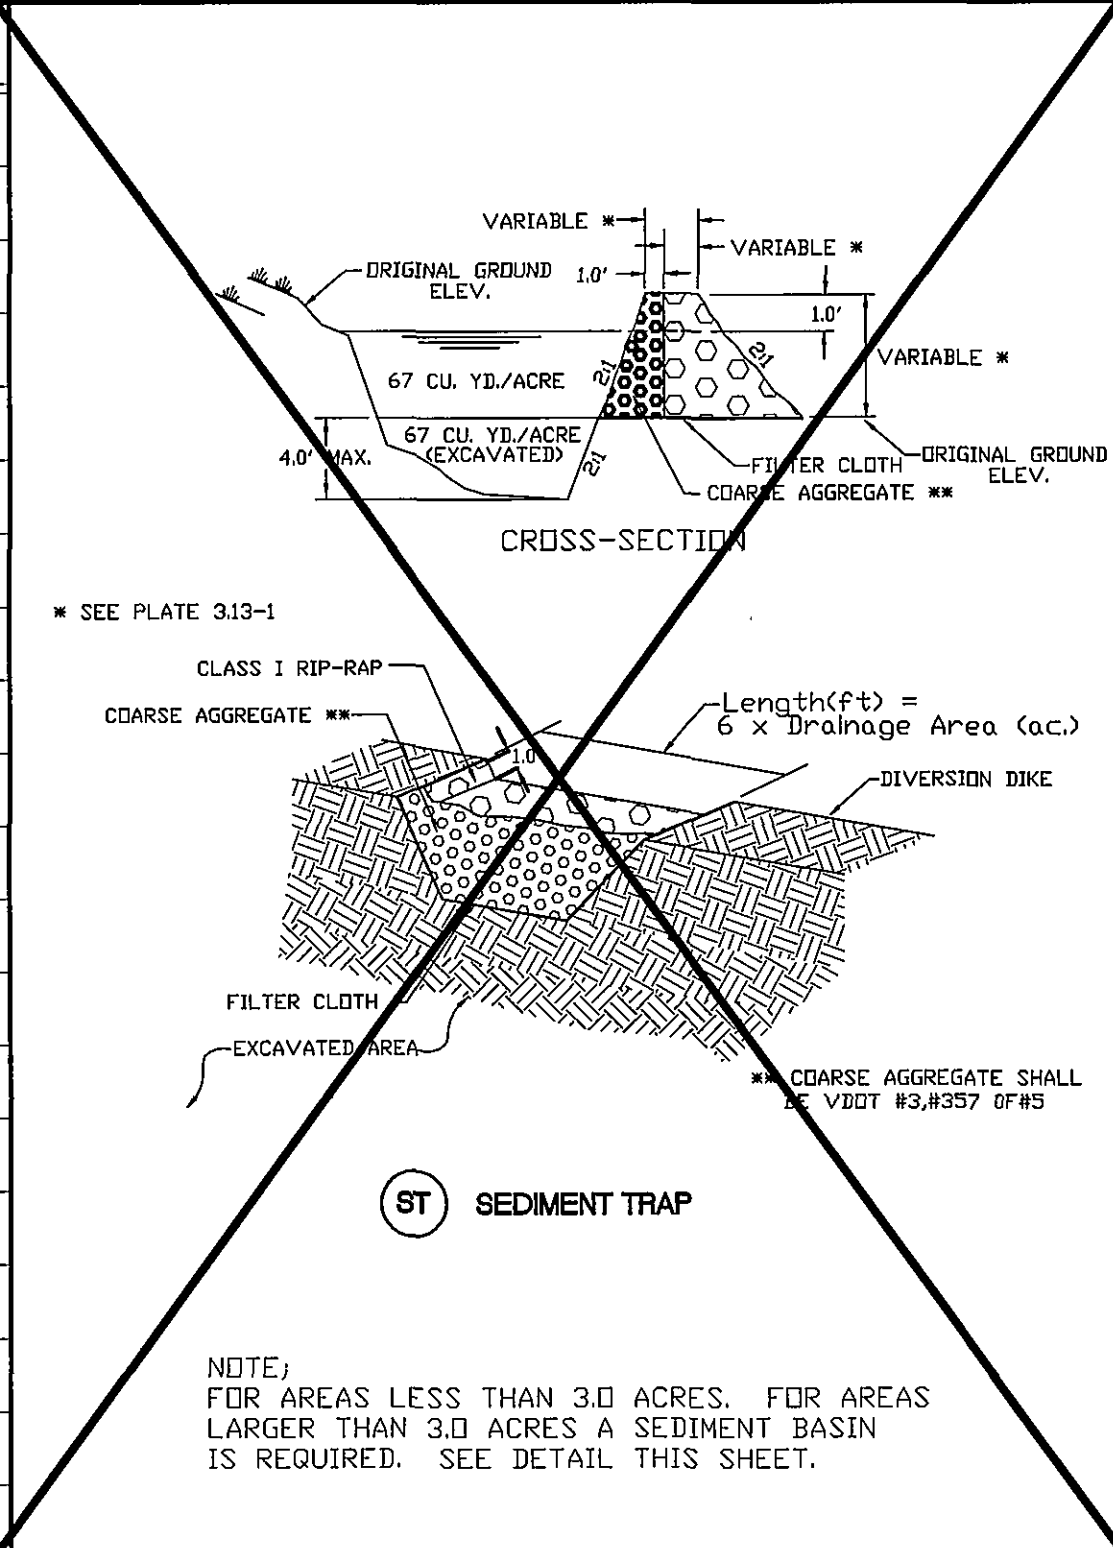 VARIABLE *
VARIABLE *
ORIGINAL GROUND
ELEV.
1.0'
1.0'
2:1
2:1
VARIABLE *
67 CU. YD./ACRE
67 CU. YD./ACRE
(EXCAVATED)
4.0' MAX.
2:1
FILTER CLOTH
ORIGINAL GROUND
ELEV.
COARSE AGGREGATE **
CROSS-SECTION
* SEE PLATE 3.13-1
CLASS I RIP-RAP
COARSE AGGREGATE **
Length(ft) =
6 x Drainage Area (ac.)
1.0'
DIVERSION DIKE
FILTER CLOTH
EXCAVATED AREA
** COARSE AGGREGATE SHALL
BE VDOT #3,#357 OF#5
ST SEDIMENT TRAP
NOTE;
FOR AREAS LESS THAN 3.0 ACRES. FOR AREAS
LARGER THAN 3.0 ACRES A SEDIMENT BASIN
IS REQUIRED. SEE DETAIL THIS SHEET.